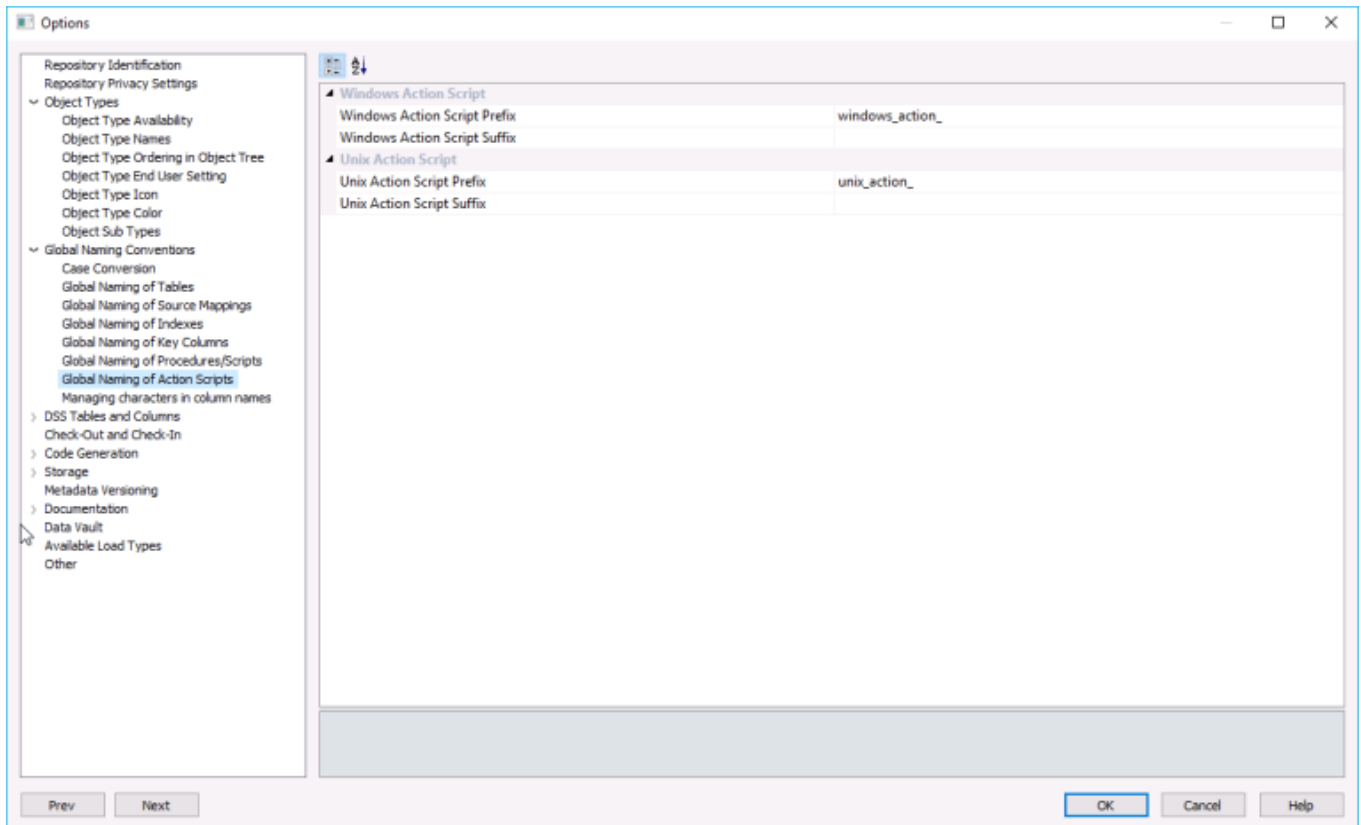 Options
Repository Identification
Repository Privacy Settings
Object Types
Object Type Availability
Object Type Names
Object Type Ordering in Object Tree
Object Type End User Setting
Object Type Icon
Object Type Color
Object Sub Types
Global Naming Conventions
Case Conversion
Global Naming of Tables
Global Naming of Source Mappings
Global Naming of Indexes
Global Naming of Key Columns
Global Naming of Procedures/Scripts
Global Naming of Action Scripts
Managing characters in column names
DSS Tables and Columns
Check-Out and Check-In
Code Generation
Storage
Metadata Versioning
Documentation
Data Vault
Available Load Types
Other
Windows Action Script
Windows Action Script Prefix windows_action_
Windows Action Script Suffix
Unix Action Script
Unix Action Script Prefix unix_action_
Unix Action Script Suffix
Prev Next OK Cancel Help